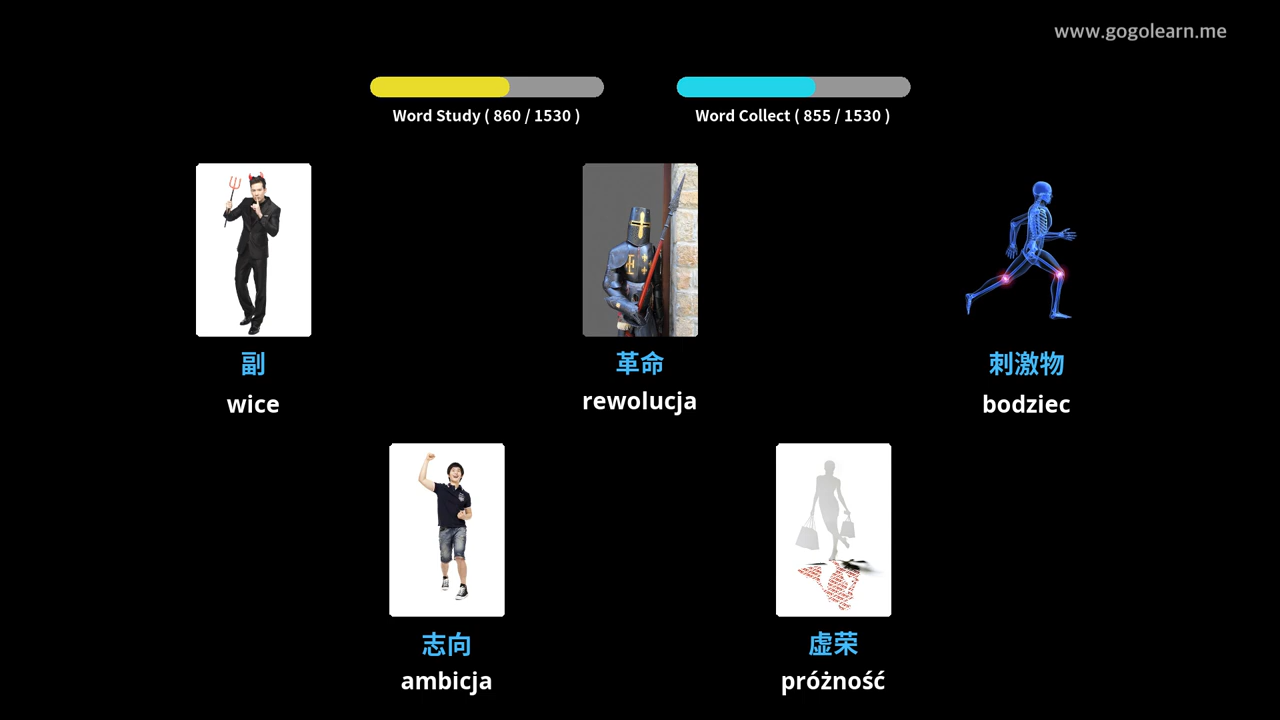 www.gogolearn.me
Word Study ( 860 / 1530 )
Word Collect ( 855 / 1530 )
副
wice
革命
rewolucja
刺激物
bodziec
志向
ambicja
虚荣
próżność